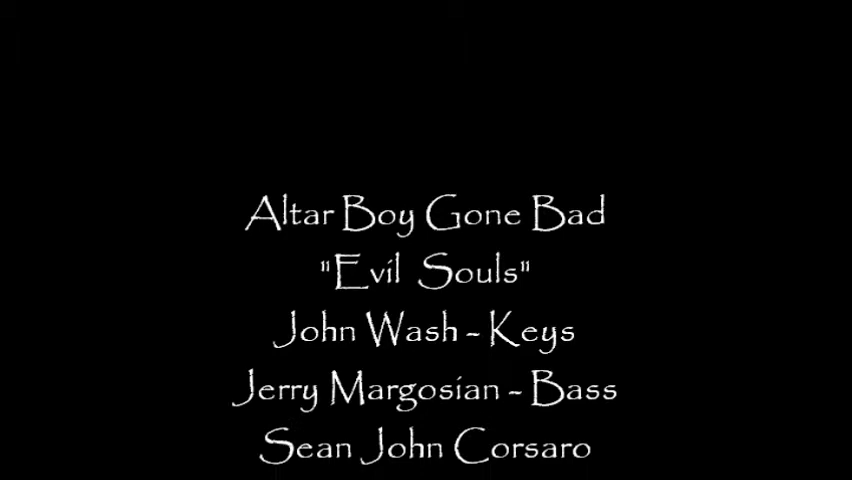 Altar Boy Gone Bad
"Evil Souls"
John Wash - Keys
Jerry Margosian - Bass
Sean John Corsaro